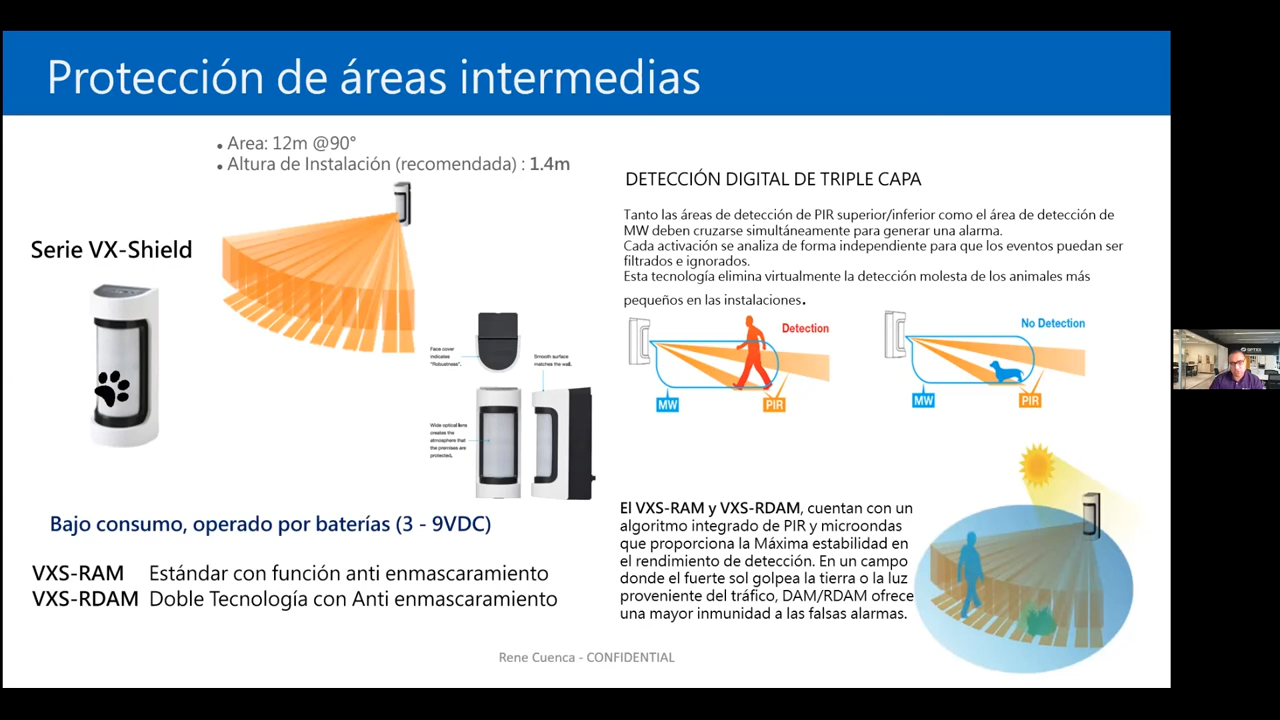 Protección de áreas intermedias
• Area: 12m @90°
• Altura de Instalación (recomendada) : 1.4m
Serie VX-Shield
Face cover
indicates
"Robustness".
Smooth surface
matches the wall.
Wide optical lens
creates the
atmosphere that
the premises are
protected.
Bajo consumo, operado por baterías (3 - 9VDC)
VXS-RAM Estándar con función anti enmascaramiento
VXS-RDAM Doble Tecnología con Anti enmascaramiento
DETECCIÓN DIGITAL DE TRIPLE CAPA
Tanto las áreas de detección de PIR superior/inferior como el área de detección de
MW deben cruzarse simultáneamente para generar una alarma.
Cada activación se analiza de forma independiente para que los eventos puedan ser
filtrados e ignorados.
Esta tecnología elimina virtualmente la detección molesta de los animales más
pequeños en las instalaciones.
Detection
MW
PIR
No Detection
MW
PIR
El VXS-RAM y VXS-RDAM, cuentan con un
algoritmo integrado de PIR y microondas
que proporciona la Máxima estabilidad en
el rendimiento de detección. En un campo
donde el fuerte sol golpea la tierra o la luz
proveniente del tráfico, DAM/RDAM ofrece
una mayor inmunidad a las falsas alarmas.
Rene Cuenca - CONFIDENTIAL
OPTEX